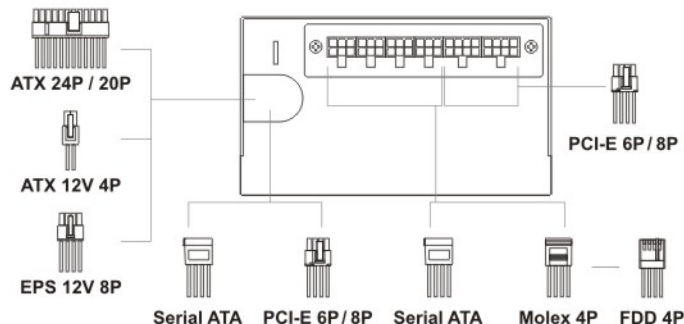 ATX 24P / 20P
PCI-E 6P / 8P
ATX 12V 4P
EPS 12V 8P
Serial ATA
PCI-E 6P / 8P
Serial ATA
Molex 4P
FDD 4P